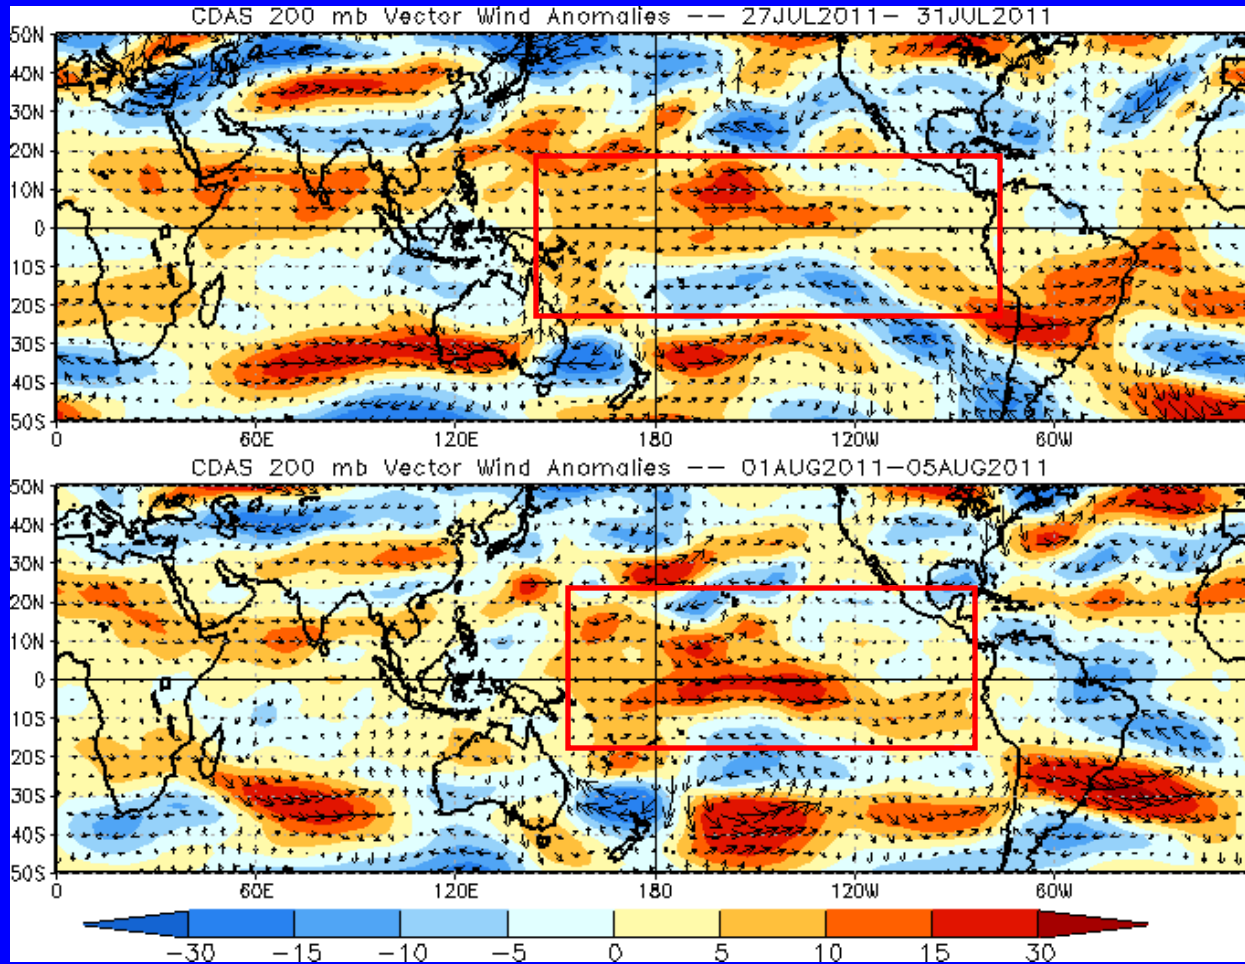 CDAS 200 mb Vector Wind Anomalies -- 27JUL2011- 31JUL2011
50N
40N
30N
20N
10N
0
10S
20S
30S
40S
50S
0 60E 120E 180 120W 60W
CDAS 200 mb Vector Wind Anomalies -- 01AUG2011-05AUG2011
50N
40N
30N
20N
10N
0
10S
20S
30S
40S
50S
0 60E 120E 180 120W 60W
-30 -15 -10 -5 0 5 10 15 30